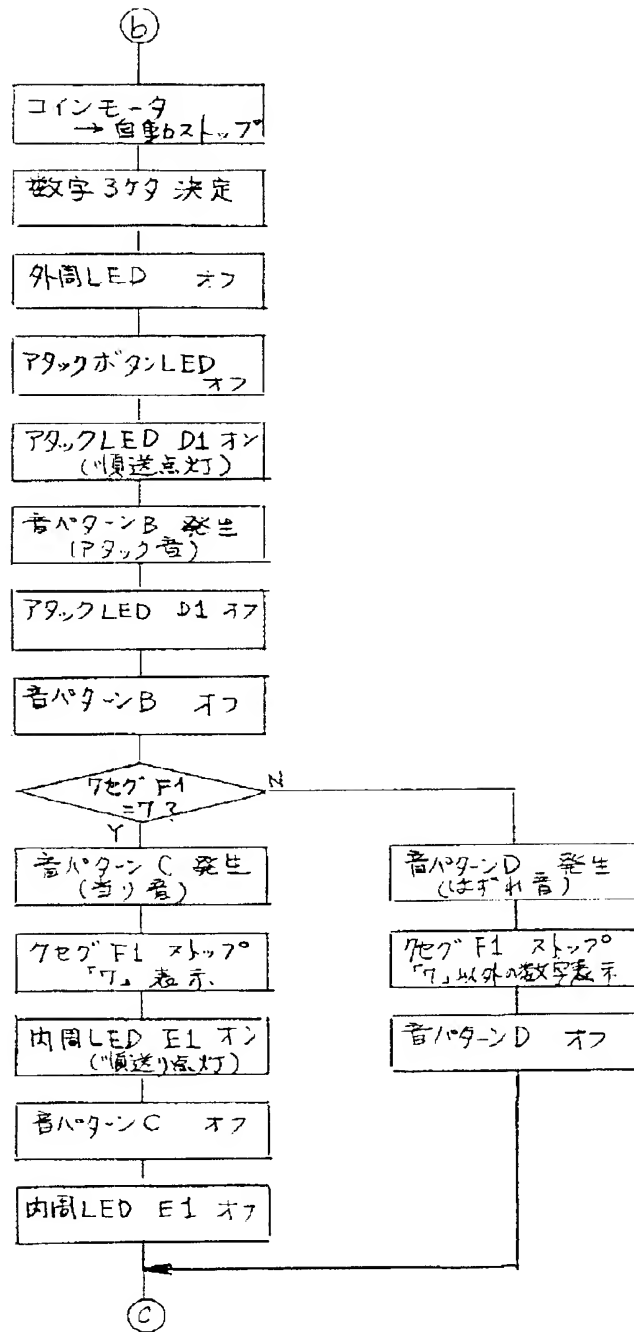 b
コインモータ
→自動ストップ
数字3ケタ 決定
外周LED オフ
アタックボタンLED
オフ
アタックLED D1 オン
(順送点灯)
音パターンB 発生
(アタック音)
アタックLED D1 オフ
音パターンB オフ
7セグ F1
=7?
N
Y
音パターンC 発生
(当り音)
7セグ F1 ストップ
「7」表示
内周LED E1 オン
(順送り点灯)
音パターンC オフ
内周LED E1 オフ
音パターンD 発生
(はずれ音)
7セグ F1 ストップ
「7」以外の数字表示
音パターンD オフ
c